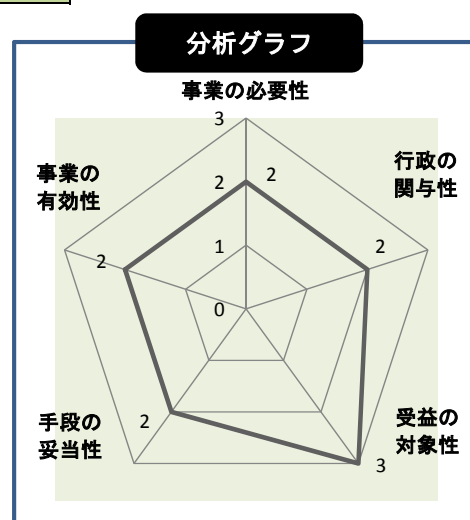 分析グラフ
事業の必要性
3
2
2
1
0
行政の
関与性
2
受益の
対象性
3
手段の
妥当性
2
事業の
有効性
2